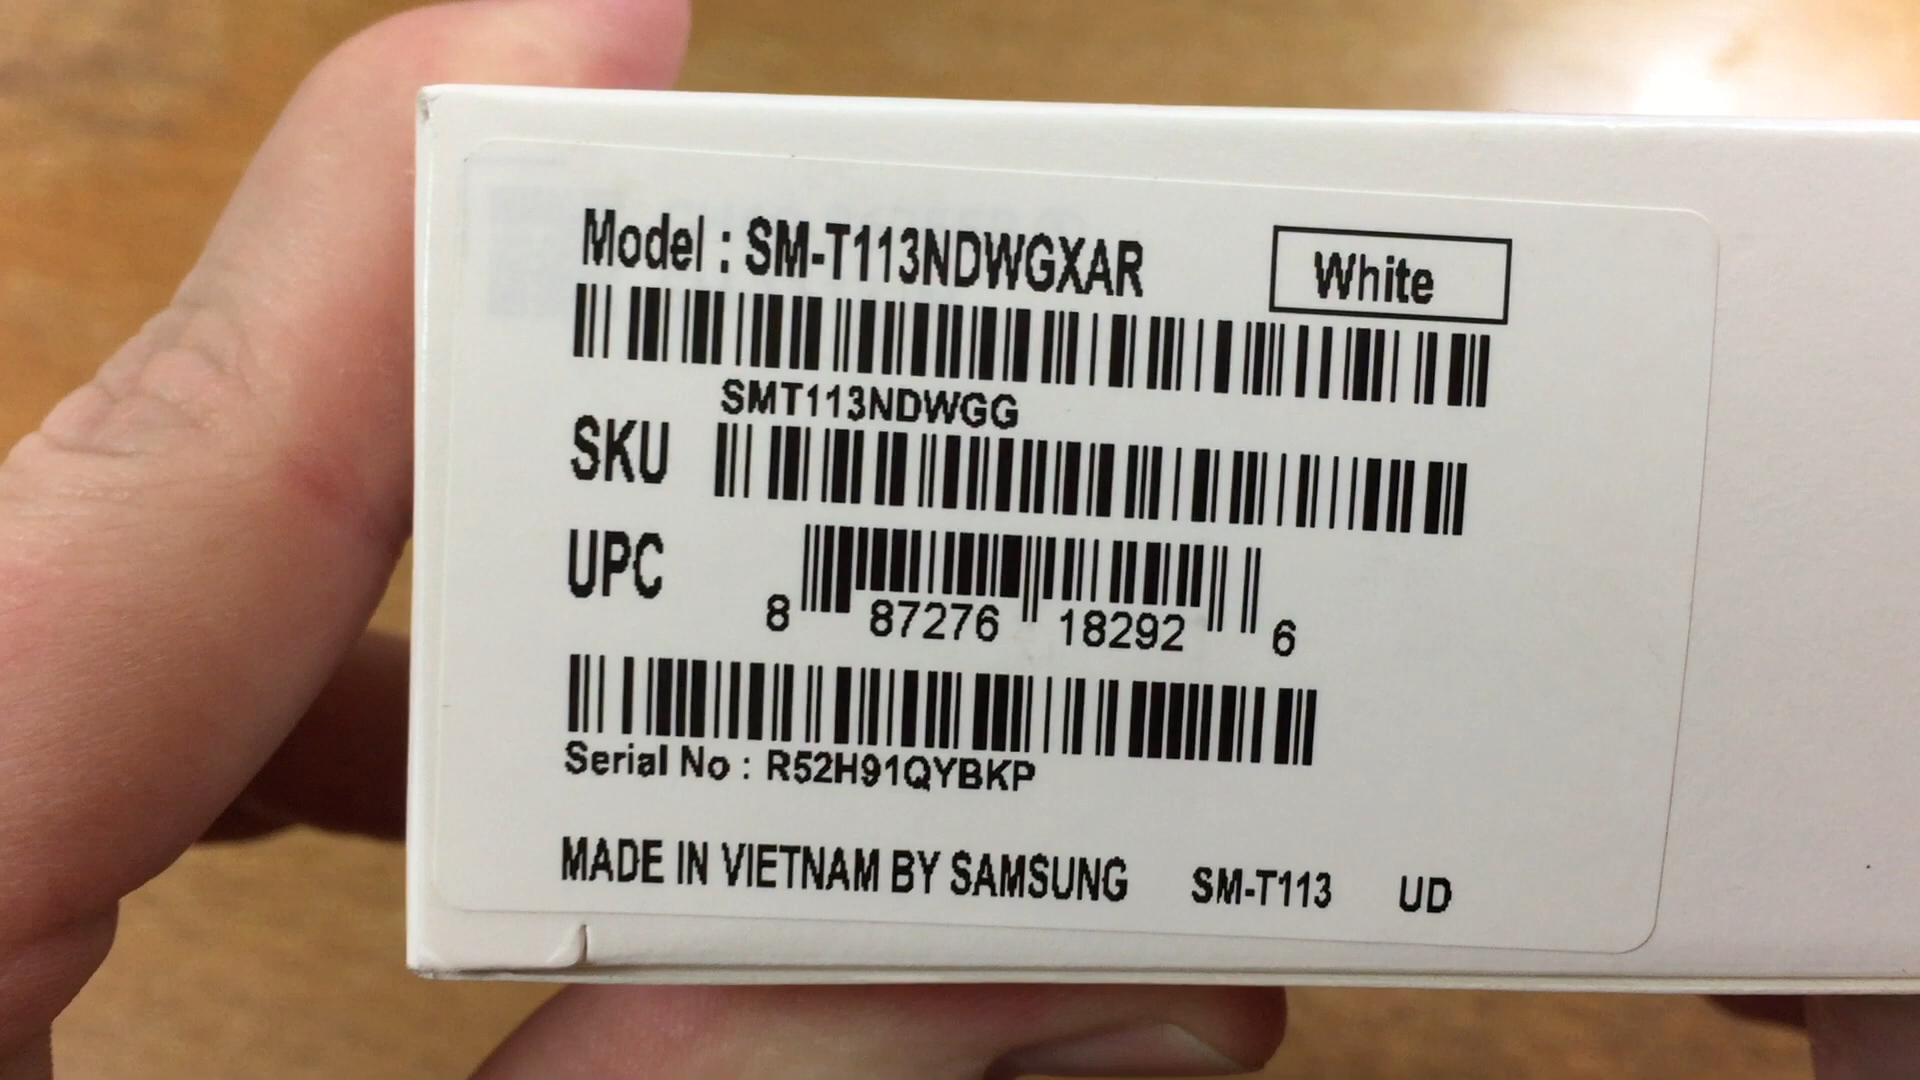 Model : SM-T113NDWGXAR
White
SMT113NDWGG
SKU
UPC
8 87276 18292 6
Serial No : R52H91QYBKP
MADE IN VIETNAM BY SAMSUNG SM-T113 UD